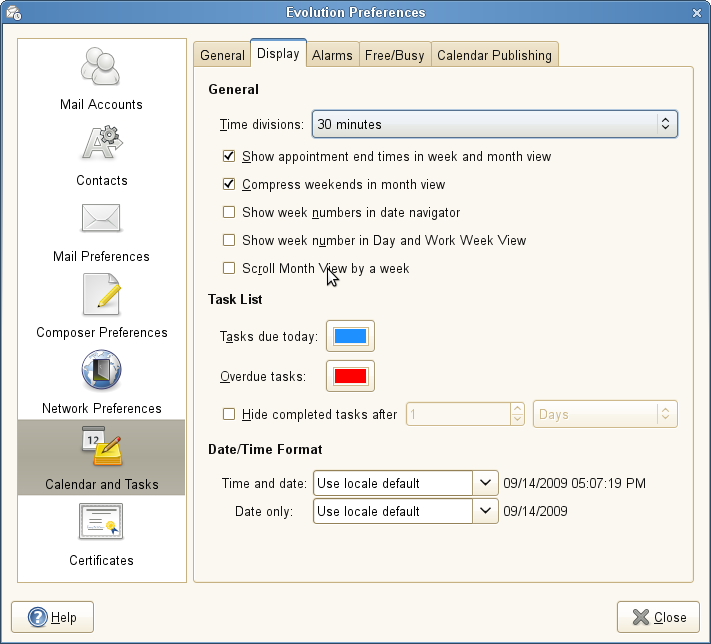 Evolution Preferences
Mail Accounts
Contacts
Mail Preferences
Composer Preferences
Network Preferences
12
Calendar and Tasks
Certificates
General Display Alarms Free/Busy Calendar Publishing
General
Time divisions: 30 minutes
Show appointment end times in week and month view
Compress weekends in month view
Show week numbers in date navigator
Show week number in Day and Work Week View
Scroll Month View by a week
Task List
Tasks due today:
Overdue tasks:
Hide completed tasks after 1 Days
Date/Time Format
Time and date: Use locale default 09/14/2009 05:07:19 PM
Date only: Use locale default 09/14/2009
Help Close